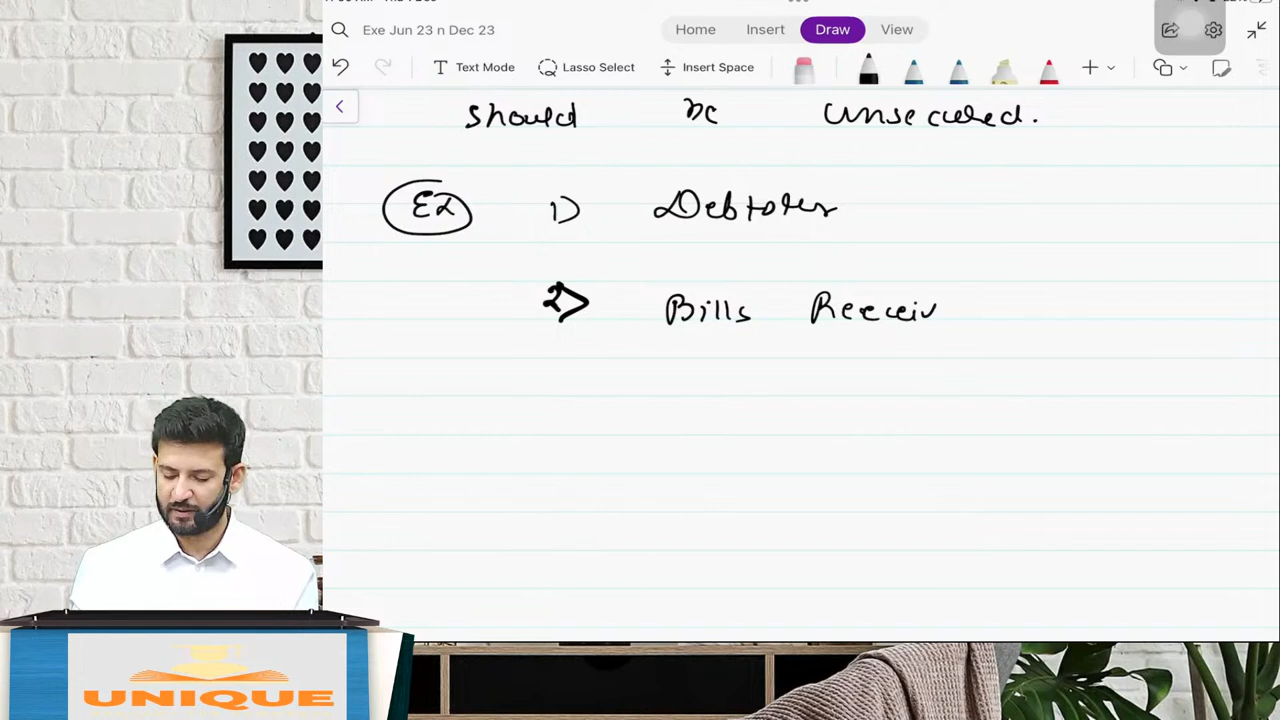 Exe Jun 23 n Dec 23
Home Insert Draw View
Text Mode Lasso Select Insert Space
should be unsecured.
Ex 1) Debtors
2) Bills Receiv
UNIQUE